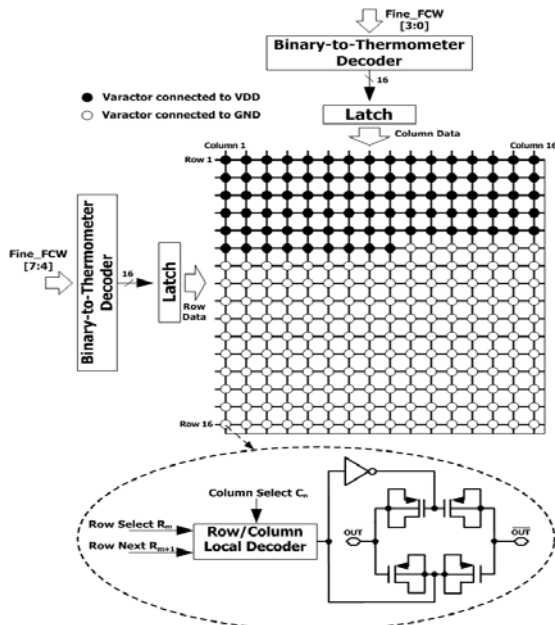 Fine_FCW
[3:0]
Binary-to-Thermometer
Decoder
16
Varactor connected to VDD
Varactor connected to GND
Latch
Column Data
Column 1
Column 16
Row 1
Fine_FCW
[7:4]
Binary-to-Thermometer
Decoder
16
Latch
Row
Data
Row 16
Column Select Cn
Row Select Rm
Row Next Rm+1
Row/Column
Local Decoder
OUT
OUT